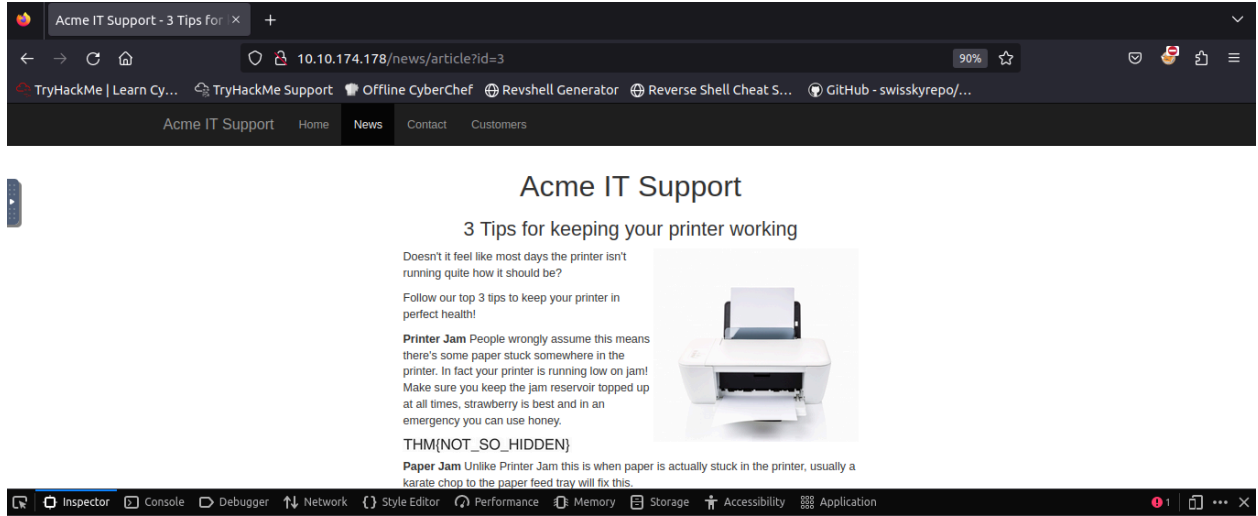 Acme IT Support - 3 Tips for
10.10.174.178/news/article?id=3
90%
TryHackMe | Learn Cy… TryHackMe Support Offline CyberChef Revshell Generator Reverse Shell Cheat S… GitHub - swisskyrepo/…
Acme IT Support Home News Contact Customers
Acme IT Support
3 Tips for keeping your printer working
Doesn't it feel like most days the printer isn't
running quite how it should be?
Follow our top 3 tips to keep your printer in
perfect health!
Printer Jam People wrongly assume this means
there's some paper stuck somewhere in the
printer. In fact your printer is running low on jam!
Make sure you keep the jam reservoir topped up
at all times, strawberry is best and in an
emergency you can use honey.
THM{NOT_SO_HIDDEN}
Paper Jam Unlike Printer Jam this is when paper is actually stuck in the printer, usually a
karate chop to the paper feed tray will fix this.
Inspector Console Debugger Network Style Editor Performance Memory Storage Accessibility Application 1